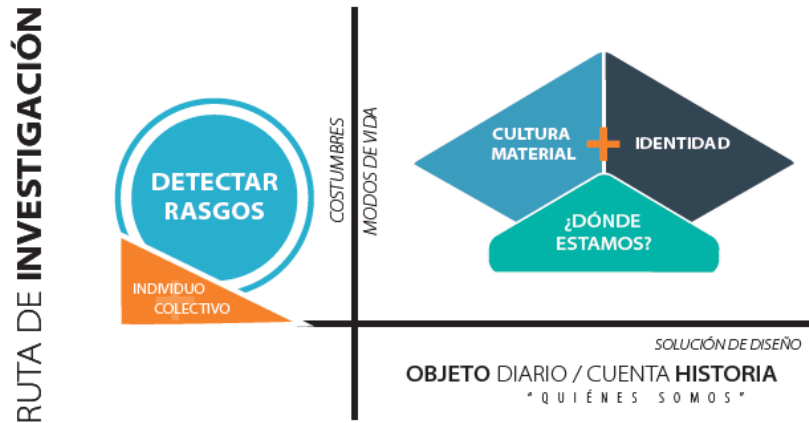 RUTA DE INVESTIGACIÓN
DETECTAR
RASGOS
INDIVIDUO
COLECTIVO
COSTUMBRES
MODOS DE VIDA
CULTURA
MATERIAL
IDENTIDAD
¿DÓNDE
ESTAMOS?
SOLUCIÓN DE DISEÑO
OBJETO DIARIO / CUENTA HISTORIA
"QUIÉNES SOMOS"